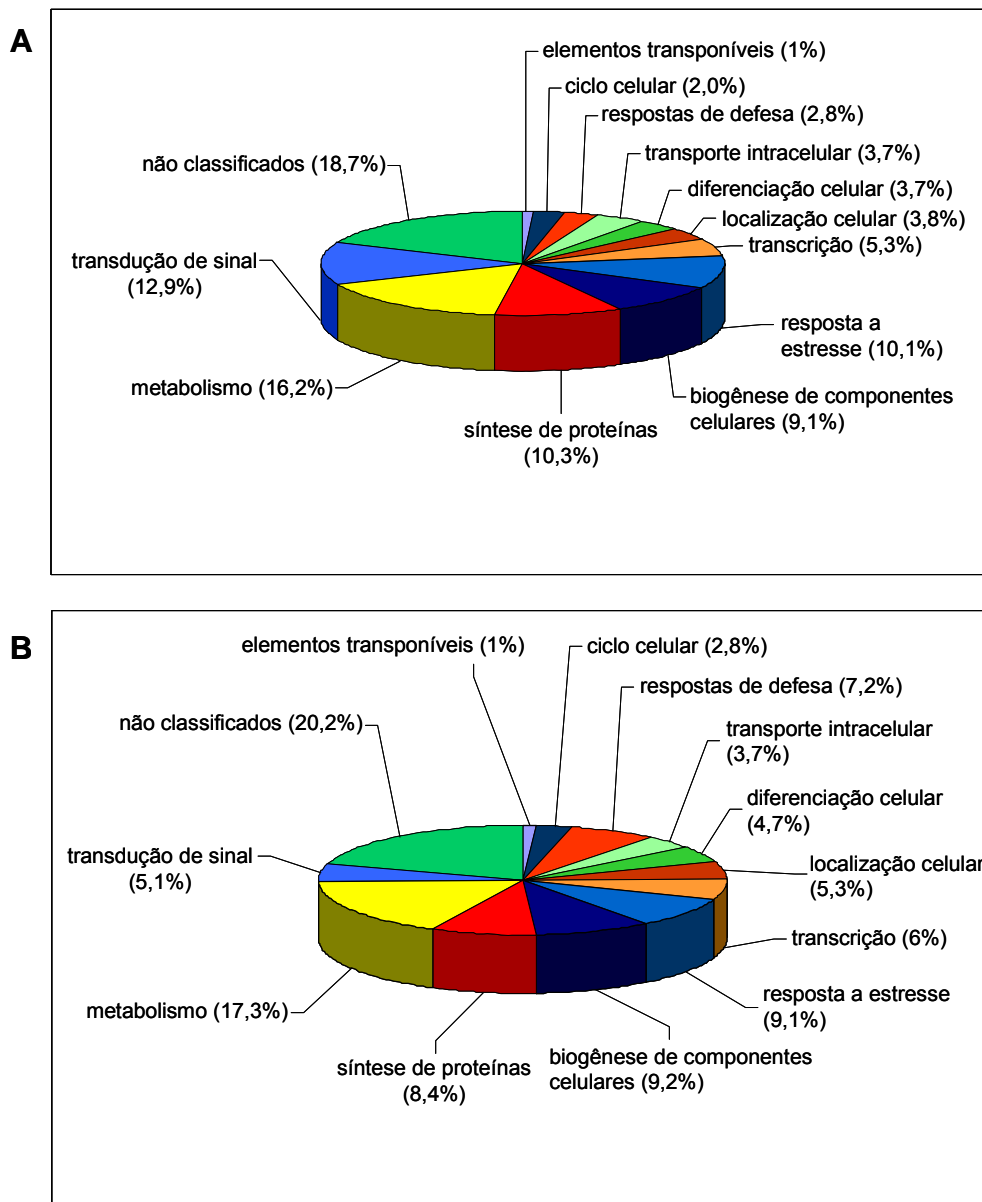 A
elementos transponíveis (1%)
ciclo celular (2,0%)
respostas de defesa (2,8%)
transporte intracelular (3,7%)
não classificados (18,7%)
diferenciação celular (3,7%)
localização celular (3,8%)
transcrição (5,3%)
transdução de sinal
(12,9%)
resposta a
estresse (10,1%)
metabolismo (16,2%)
biogênese de componentes
celulares (9,1%)
síntese de proteínas
(10,3%)
B
elementos transponíveis (1%)
ciclo celular (2,8%)
respostas de defesa (7,2%)
não classificados (20,2%)
transporte intracelular
(3,7%)
diferenciação celular
(4,7%)
transdução de sinal
(5,1%)
localização celular
(5,3%)
transcrição (6%)
metabolismo (17,3%)
resposta a estresse
(9,1%)
síntese de proteínas
(8,4%)
biogênese de componentes
celulares (9,2%)